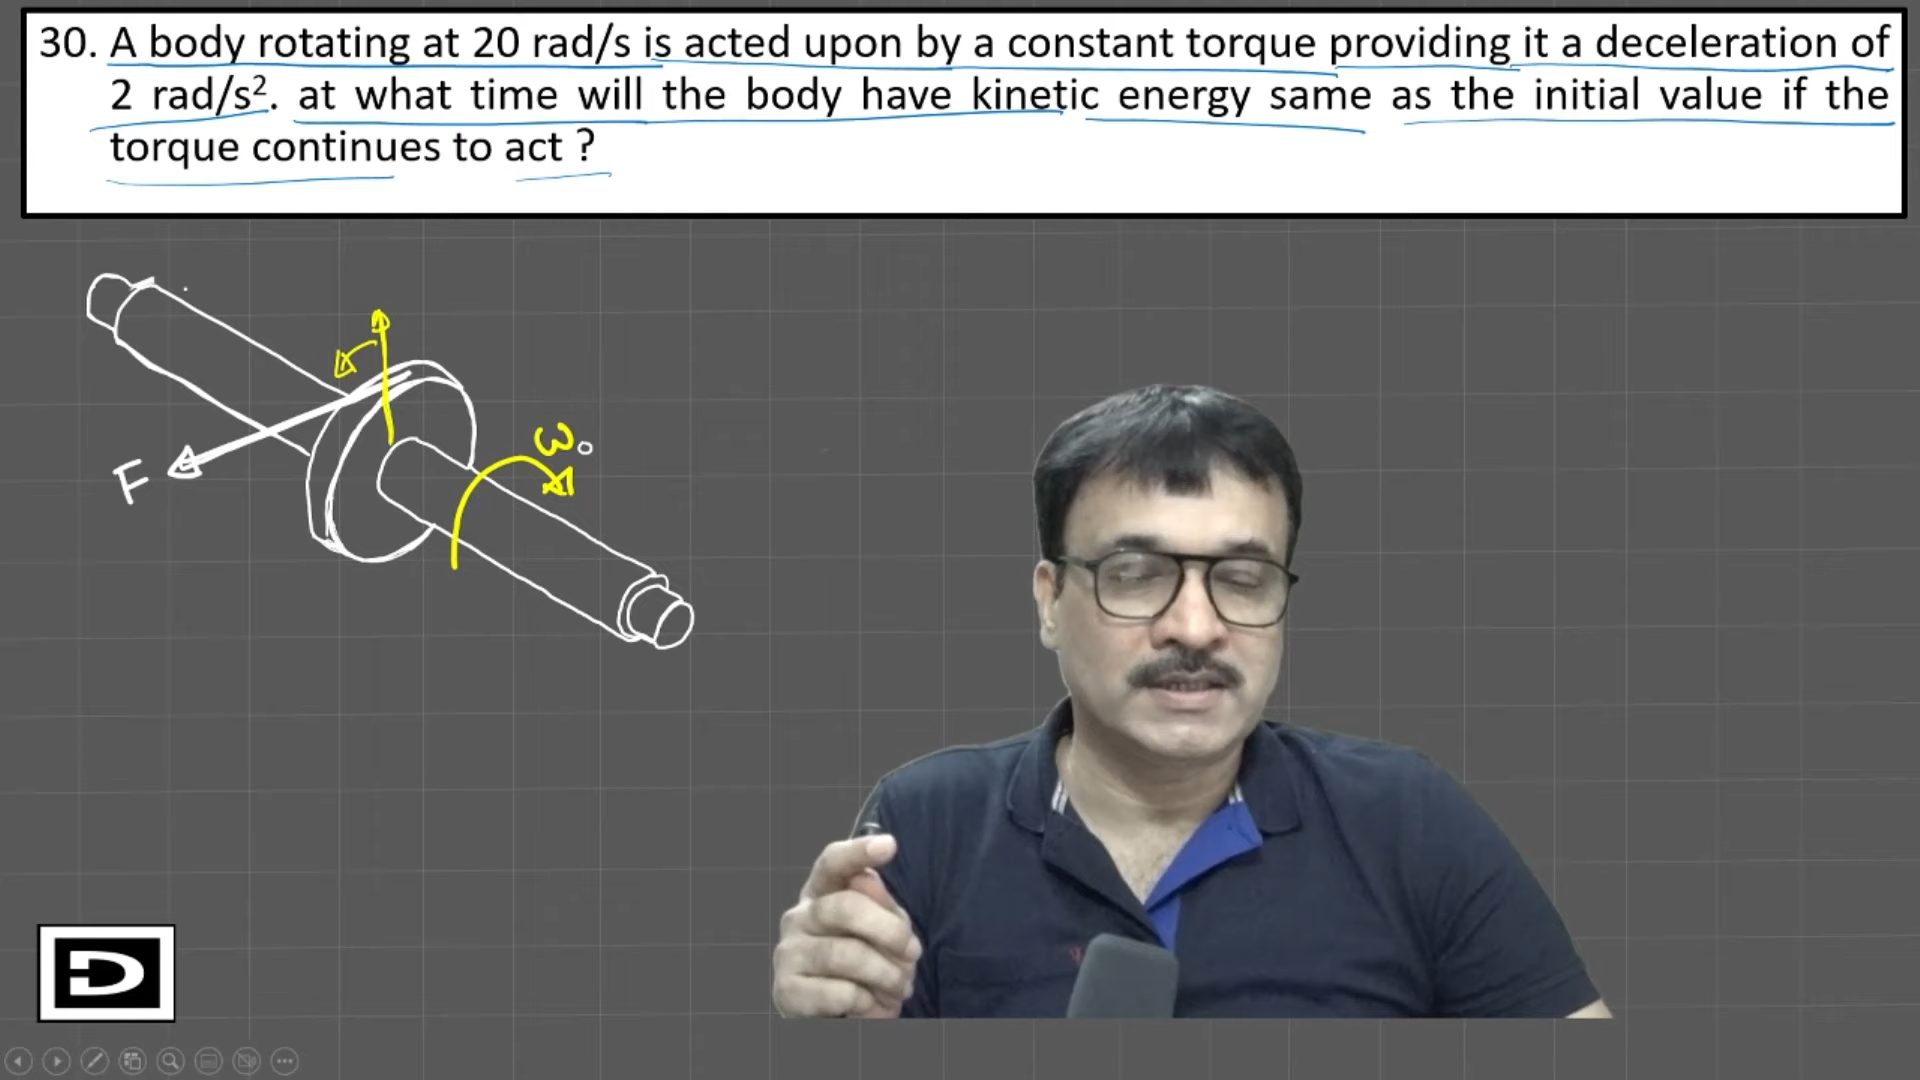 30. A body rotating at 20 rad/s is acted upon by a constant torque providing it a deceleration of
2 rad/s². at what time will the body have kinetic energy same as the initial value if the
torque continues to act ?
ω₀
F
D